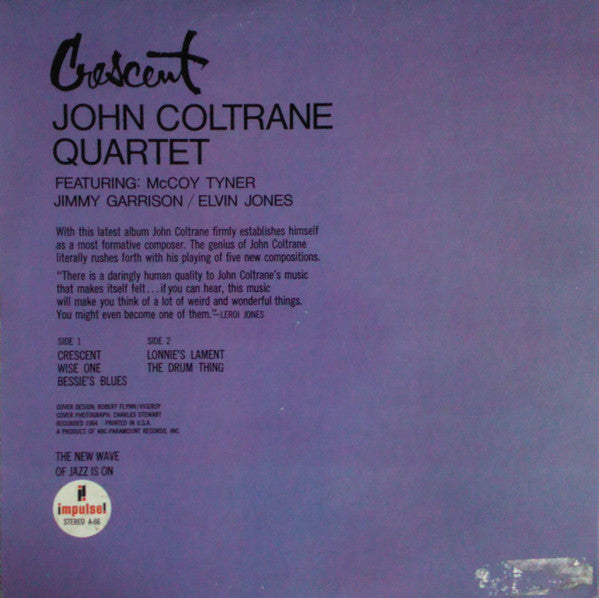 Crescent
JOHN COLTRANE
QUARTET
FEATURING: McCOY TYNER
JIMMY GARRISON / ELVIN JONES
With this latest album John Coltrane firmly establishes himself
as a most formative composer. The genius of John Coltrane
literally rushes forth with his playing of five new compositions.
"There is a daringly human quality to John Coltrane's music
that makes itself felt...if you can hear, this music
will make you think of a lot of weird and wonderful things.
You might even become one of them."—LEROI JONES
SIDE 1
CRESCENT
WISE ONE
BESSIE'S BLUES
SIDE 2
LONNIE'S LAMENT
THE DRUM THING
COVER DESIGN: ROBERT FLYNN/VICEROY
COVER PHOTOGRAPH: CHARLES STEWART
RECORDED 1964 PRINTED IN U.S.A.
A PRODUCT OF ABC-PARAMOUNT RECORDS, INC.
THE NEW WAVE
OF JAZZ IS ON
impulse!
STEREO A-66